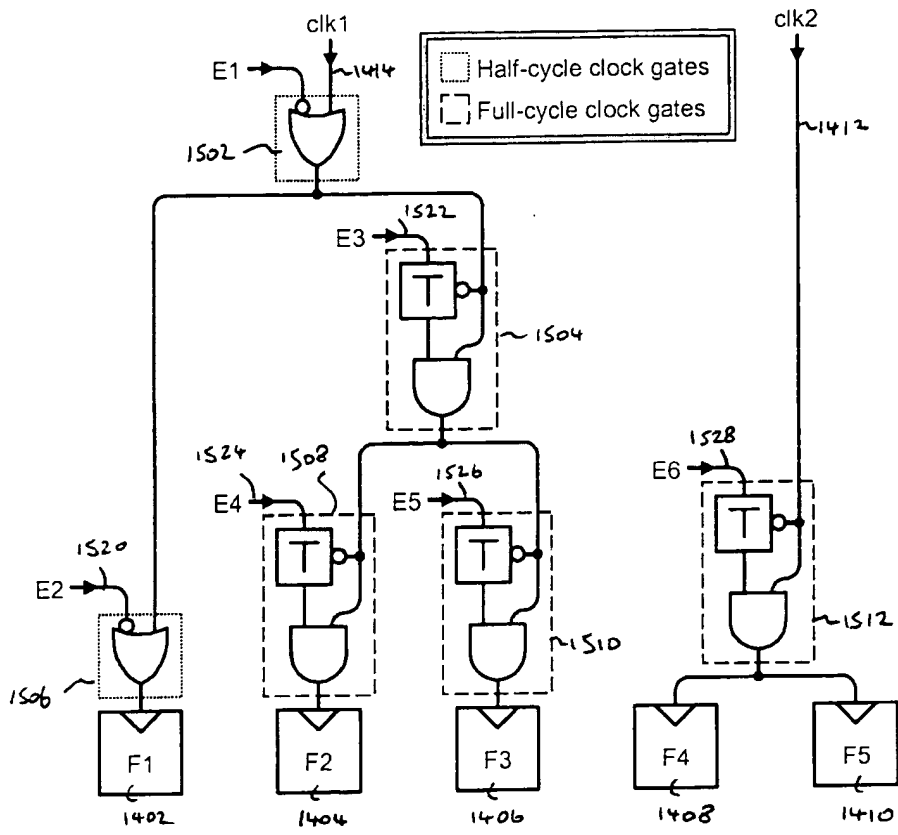 clk1
clk2
E1
1414
Half-cycle clock gates
Full-cycle clock gates
1412
1502
1522
E3
T
1504
1524
1508
1526
1528
E4
E5
E6
T
T
T
1520
E2
1510
1512
1506
F1
F2
F3
F4
F5
1402
1404
1406
1408
1410